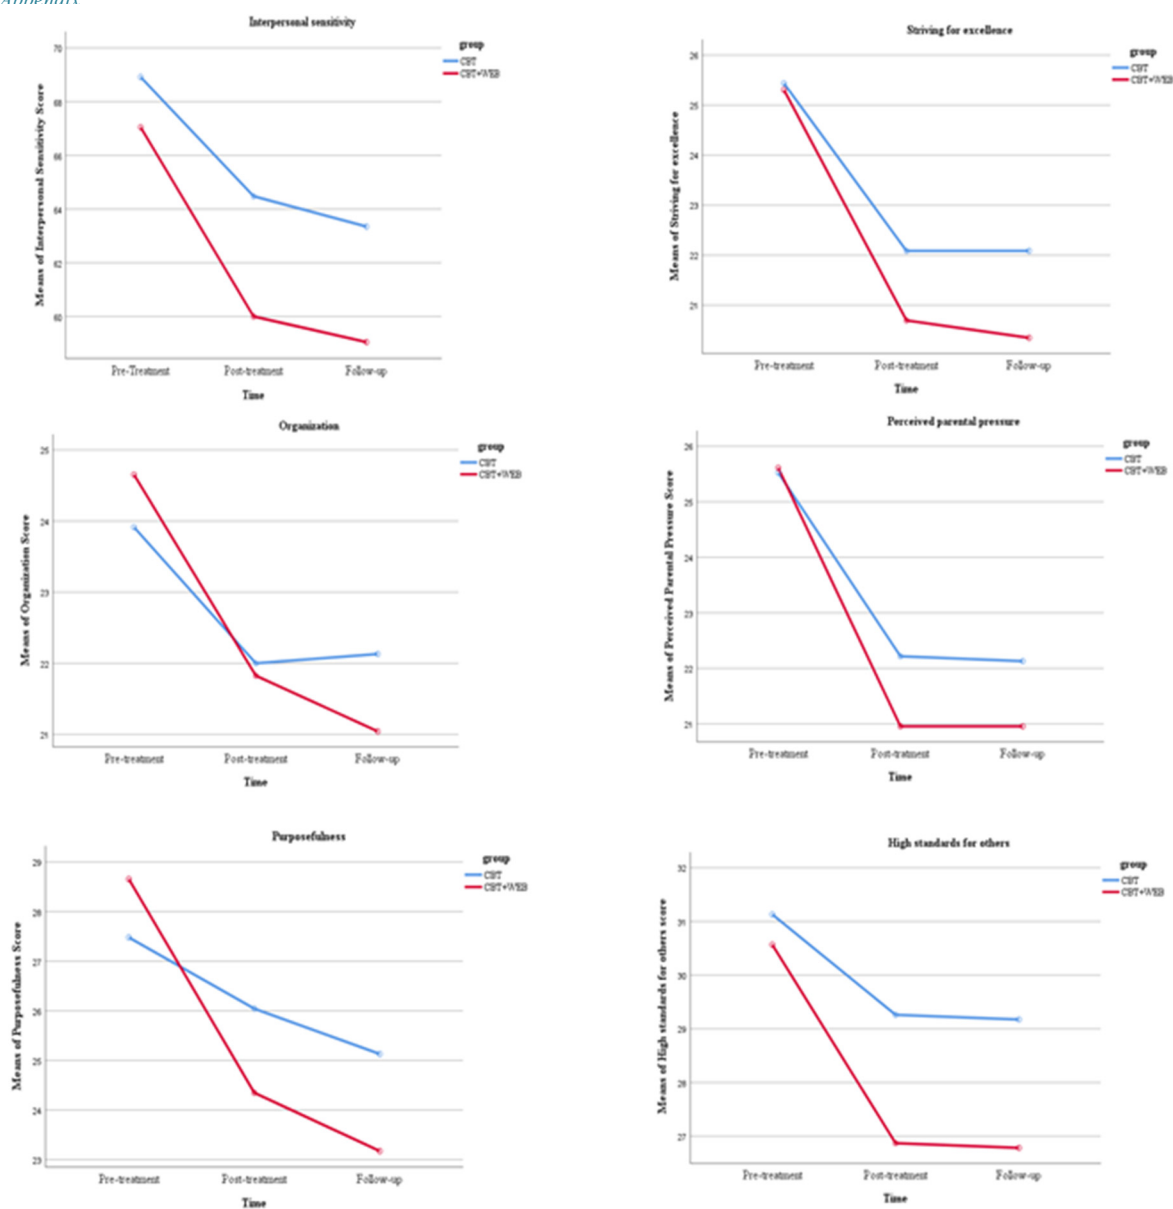 Appendix
Interpersonal sensitivity
group
CBT
CBT+WEB
Means of Interpersonal Sensitivity Score
70
68
66
64
62
60
Pre-Treatment Post-treatment Follow-up
Time
Striving for excellence
group
CBT
CBT+WEB
Means of Striving for excellence
26
25
24
23
22
21
Pre-treatment Post-treatment Follow-up
Time
Organization
group
CBT
CBT+WEB
Means of Organization Score
25
24
23
22
21
Pre-treatment Post-treatment Follow-up
Time
Perceived parental pressure
group
CBT
CBT+WEB
Means of Perceived Parental Pressure Score
26
25
24
23
22
21
Pre-treatment Post-tratment Follow-up
Time
Purposefulness
group
CBT
CBT+WEB
Means of Purposefulness Score
29
28
27
26
25
24
23
Pre-treatment Post-treatment Follow-up
Time
High standards for others
group
CBT
CBT+WEB
Means of High standards for others score
32
31
30
29
28
27
Pre-treatment Post-treatment Follow-up
Time